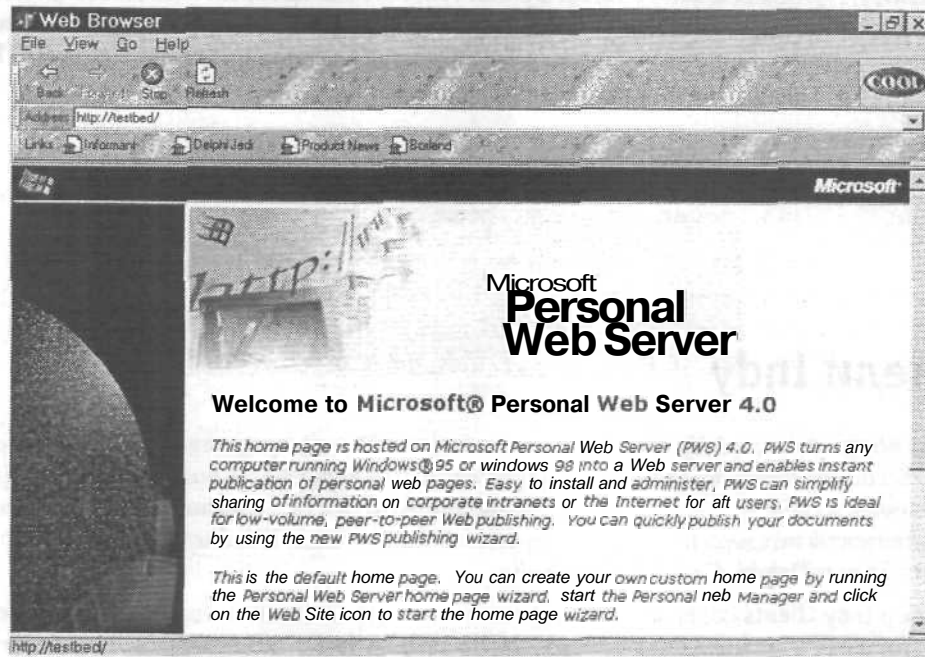 Web Browser
File View Go Help
Back Forward Stop Refresh
COOL
Address http://testbed/
Links Informant Delphi Jedi Product News Borland
Microsoft
http://
Microsoft
Personal
Web Server
Welcome to Microsoft® Personal Web Server 4.0
This home page is hosted on Microsoft Personal Web Server (PWS) 4.0. PWS turns any
computer running Windows® 95 or windows 98 into a Web server and enables instant
publication of personal web pages. Easy to install and administer, PWS can simplify
sharing of information on corporate intranets or the Internet for aft users. PWS is ideal
for low-volume, peer-to-peer Web publishing. You can quickly publish your documents
by using the new PWS publishing wizard.
This is the default home page. You can create your own custom home page by running
the Personal Web Server home page wizard. start the Personal neb Manager and click
on the Web Site icon to start the home page wizard.
http://testbed/